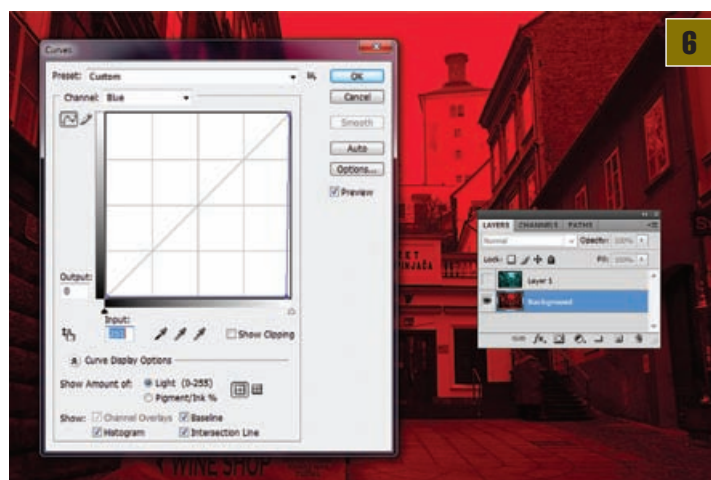 6
Curves
Preset: Custom
OK
Channel: Blue
Cancel
Smooth
Auto
Options...
Preview
Output:
0
Input:
255
Show Clipping
Curve Display Options
Show Amount of: Light (0-255)
Pigment/Ink %
Show: Channel Overlays Baseline
Histogram Intersection Line
LAYERS CHANNELS PATHS
Normal Opacity: 100%
Lock: Fill: 100%
Layer 1
Background
fx.
WINE SHOP